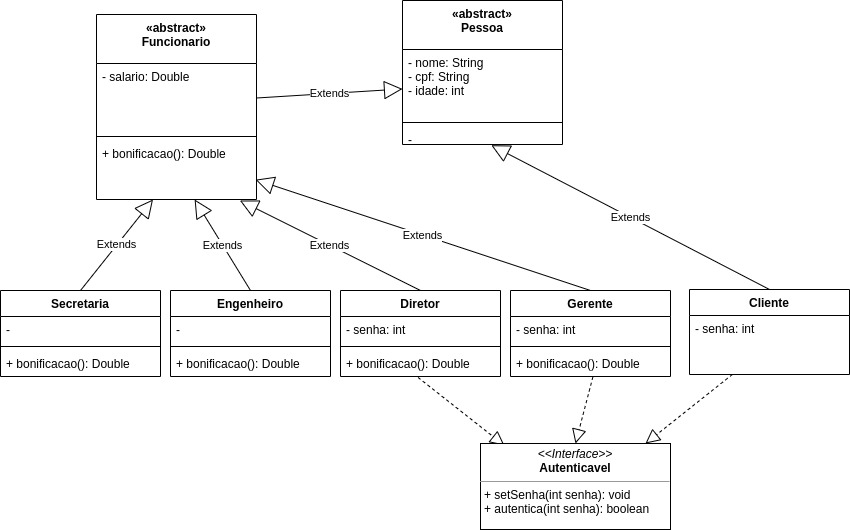 «abstract»
Funcionario
- salario: Double
+ bonificacao(): Double
«abstract»
Pessoa
- nome: String
- cpf: String
- idade: int
-
Extends
Extends
Extends
Extends
Extends
Extends
Secretaria
-
+ bonificacao(): Double
Engenheiro
-
+ bonificacao(): Double
Diretor
- senha: int
+ bonificacao(): Double
Gerente
- senha: int
+ bonificacao(): Double
Cliente
- senha: int
<<Interface>>
Autenticavel
+ setSenha(int senha): void
+ autentica(int senha): boolean